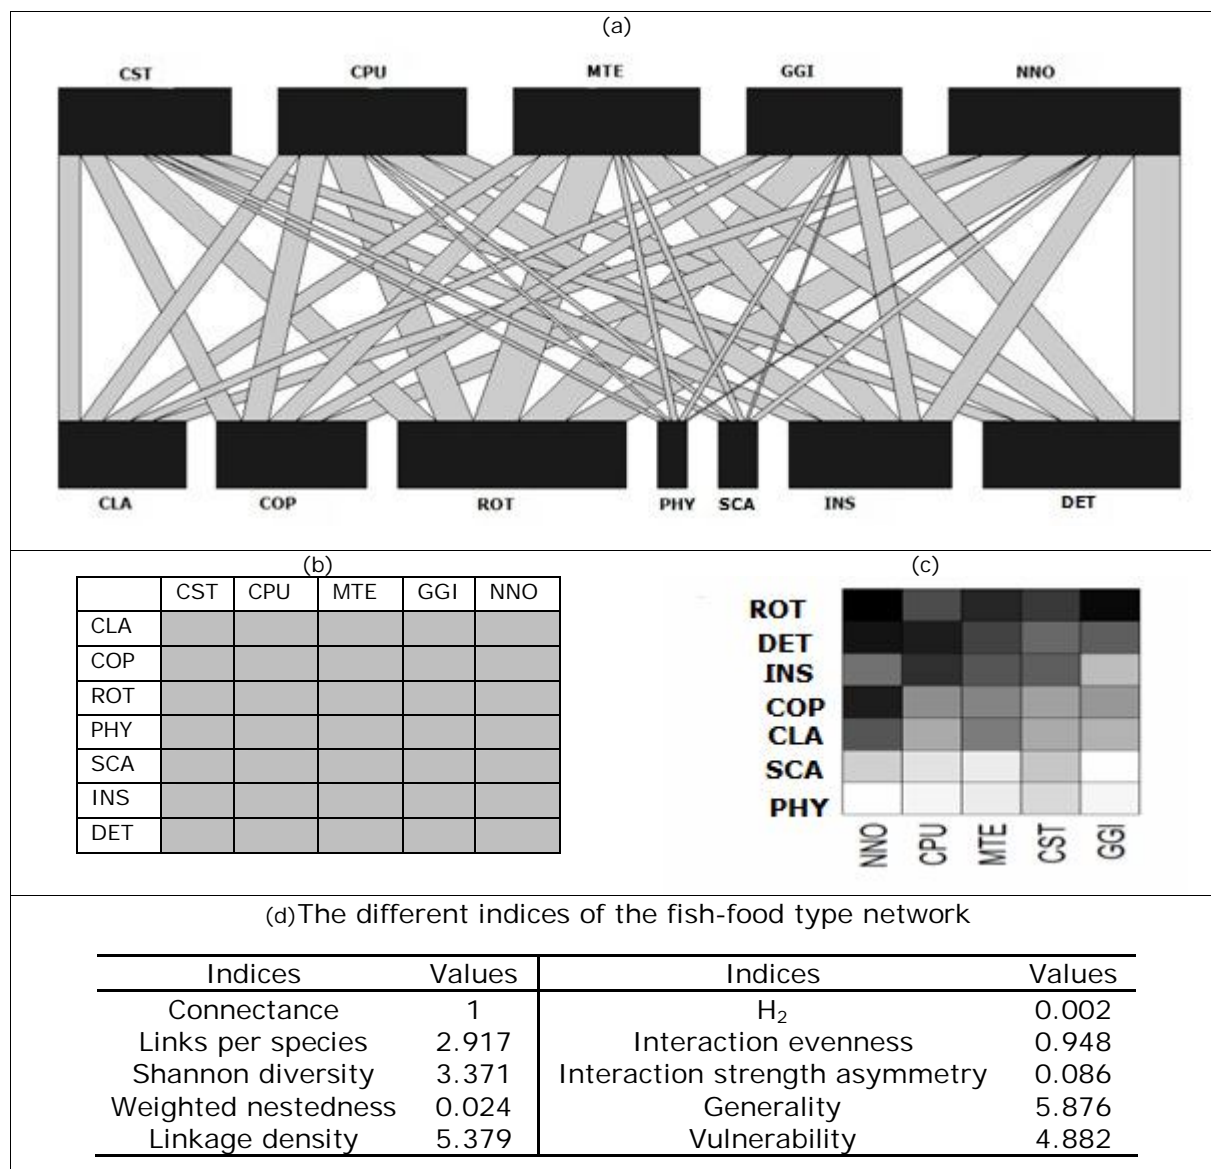 (a)
CST CPU MTE GGI NNO
CLA COP ROT PHY SCA INS DET
(b)
CST CPU MTE GGI NNO
CLA
COP
ROT
PHY
SCA
INS
DET
(c)
ROT
DET
INS
COP
CLA
SCA
PHY
NNO CPU MTE CST GGI
(d)The different indices of the fish-food type network
Indices Values Indices Values
Connectance 1 H2 0.002
Links per species 2.917 Interaction evenness 0.948
Shannon diversity 3.371 Interaction strength asymmetry 0.086
Weighted nestedness 0.024 Generality 5.876
Linkage density 5.379 Vulnerability 4.882